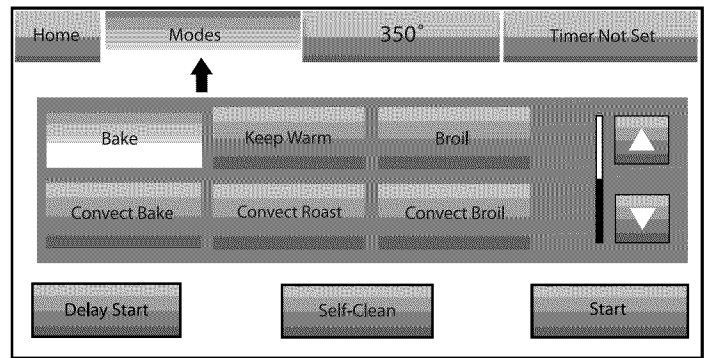 Home Modes 350° Timer Not Set
Bake Keep Warm Broil
Convect Bake Convect Roast Convect Broil
Delay Start Self-Clean Start